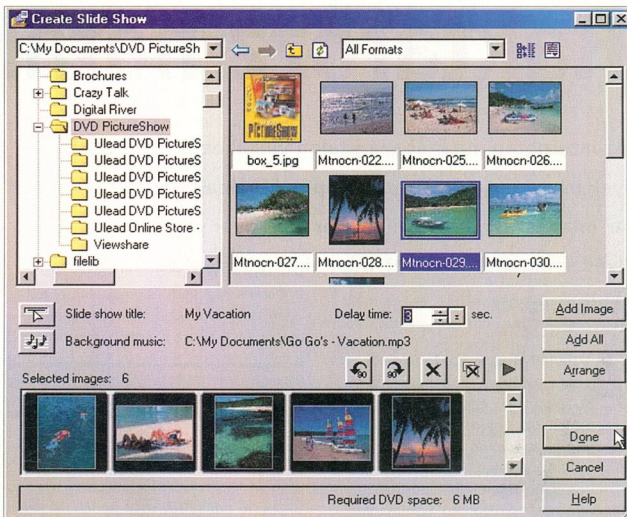 Create Slide Show
C:\My Documents\DVD PictureSh
All Formats
Brochures
Crazy Talk
Digital River
DVD PictureShow
Ulead DVD PictureS
Ulead DVD PictureS
Ulead DVD PictureS
Ulead DVD PictureS
Ulead DVD PictureS
Ulead Online Store -
Viewshare
filelib
PictureShow
box_5.jpg
Mtnocn-022....
Mtnocn-025....
Mtnocn-026....
Mtnocn-027....
Mtnocn-028....
Mtnocn-029....
Mtnocn-030....
Slide show title: My Vacation
Delay time: 3 sec.
Background music: C:\My Documents\Go Go's - Vacation.mp3
Add Image
Add All
Arrange
Selected images: 6
90
90
Done
Cancel
Help
Required DVD space: 6 MB